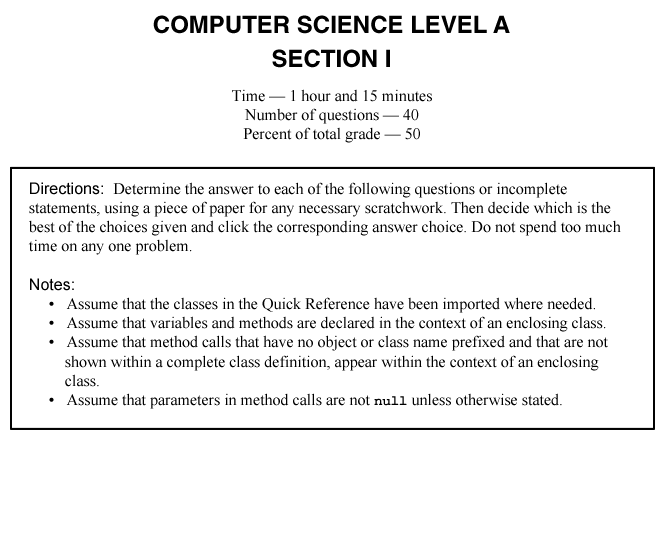 COMPUTER SCIENCE LEVEL A
SECTION I
Time — 1 hour and 15 minutes
Number of questions — 40
Percent of total grade — 50
Directions: Determine the answer to each of the following questions or incomplete
statements, using a piece of paper for any necessary scratchwork. Then decide which is the
best of the choices given and click the corresponding answer choice. Do not spend too much
time on any one problem.
Notes:
• Assume that the classes in the Quick Reference have been imported where needed.
• Assume that variables and methods are declared in the context of an enclosing class.
• Assume that method calls that have no object or class name prefixed and that are not
shown within a complete class definition, appear within the context of an enclosing
class.
• Assume that parameters in method calls are not null unless otherwise stated.